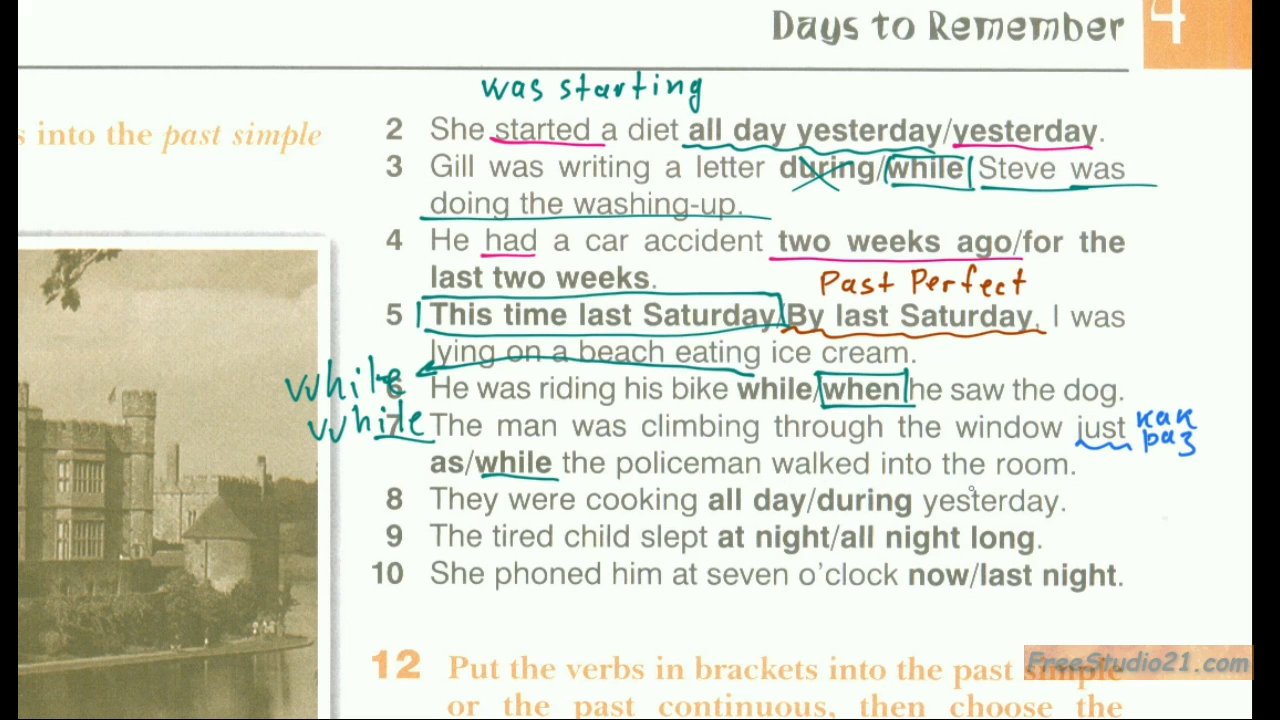 Days to Remember
4
was starting
s into the past simple
2 She started a diet all day yesterday/yesterday.
3 Gill was writing a letter during/while Steve was
doing the washing-up.
4 He had a car accident two weeks ago/for the
last two weeks.
Past Perfect
5 This time last Saturday/By last Saturday, I was
lying on a beach eating ice cream.
while
6 He was riding his bike while/when he saw the dog.
while
7 The man was climbing through the window just
как
раз
as/while the policeman walked into the room.
8 They were cooking all day/during yesterday.
9 The tired child slept at night/all night long.
10 She phoned him at seven o'clock now/last night.
12 Put the verbs in brackets into the past simple
or the past continuous, then choose the
FreeStudio21.com